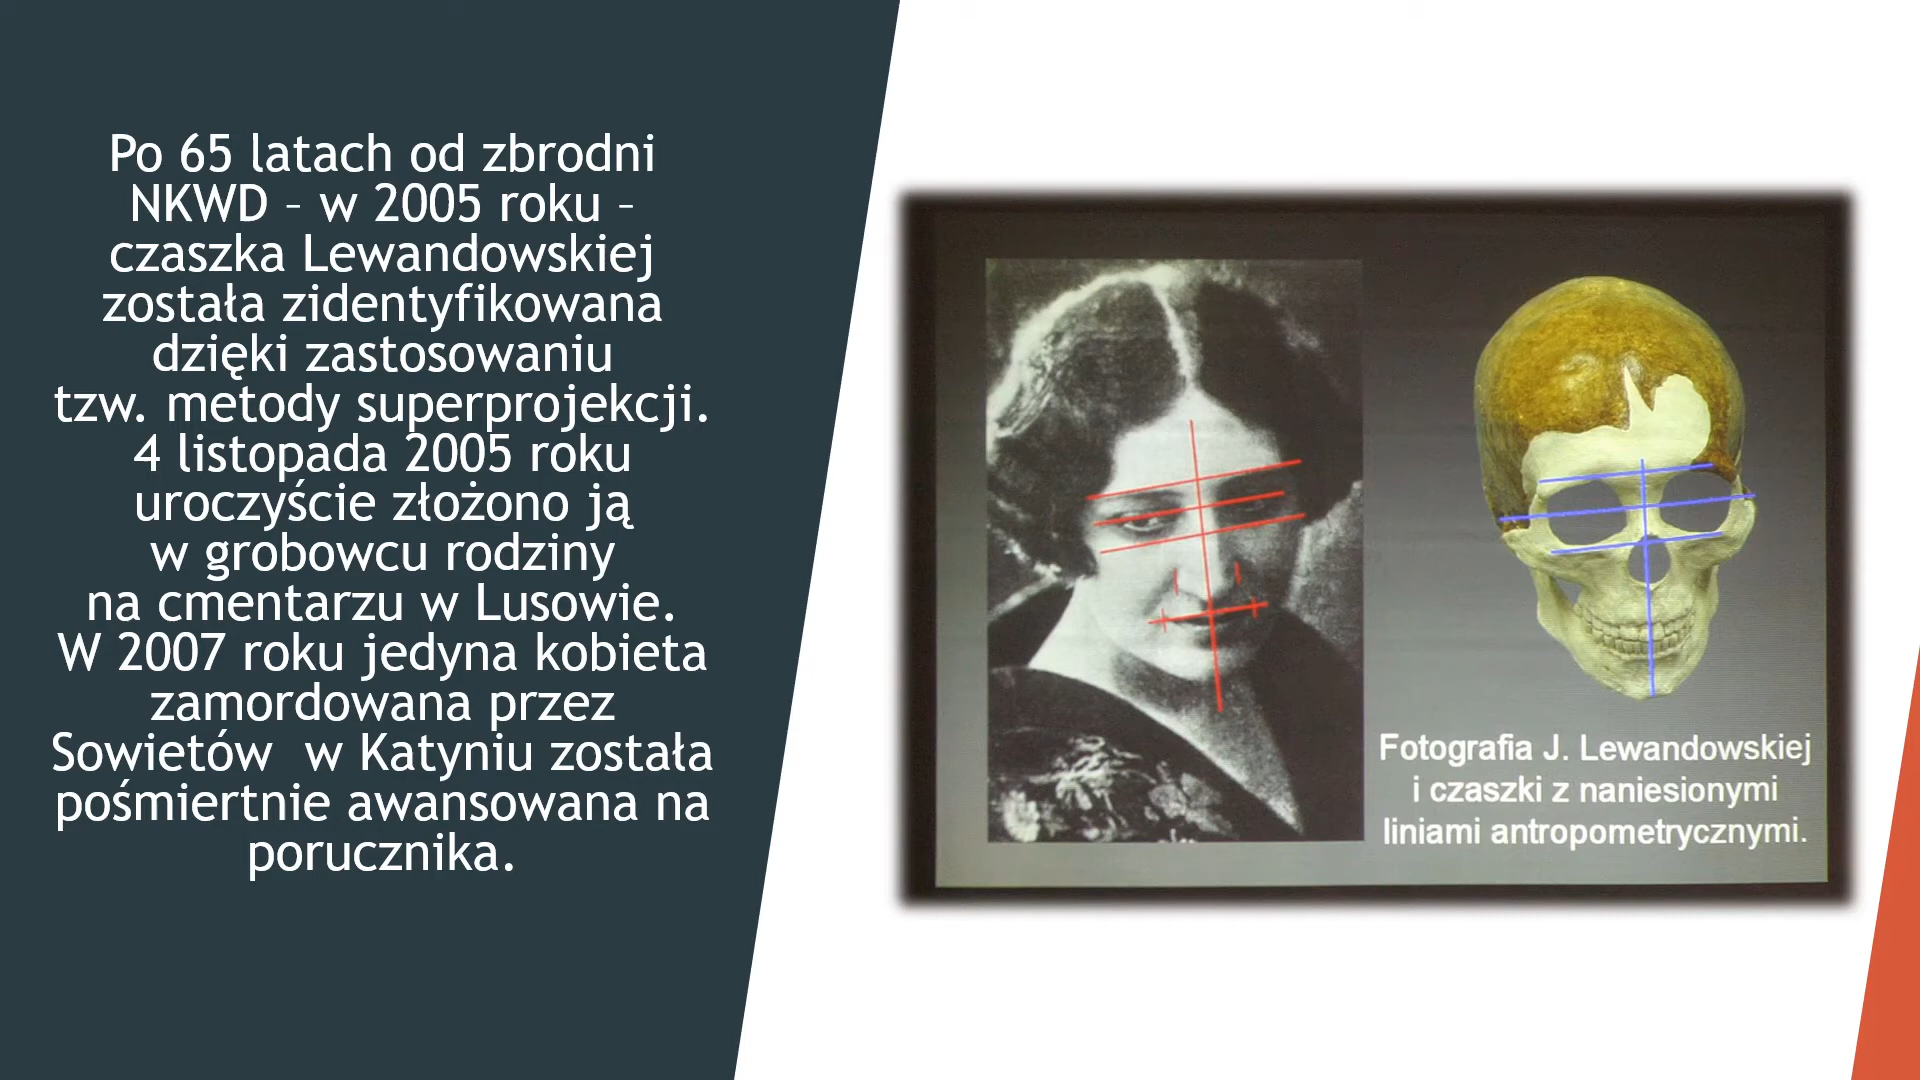 Po 65 latach od zbrodni
NKWD – w 2005 roku –
czaszka Lewandowskiej
została zidentyfikowana
dzięki zastosowaniu
tzw. metody superprojekcji.
4 listopada 2005 roku
uroczyście złożono ją
w grobowcu rodziny
na cmentarzu w Lusowie.
W 2007 roku jedyna kobieta
zamordowana przez
Sowietów  w Katyniu została
pośmiertnie awansowana na
porucznika.
Fotografia J. Lewandowskiej
i czaszki z naniesionymi
liniami antropometrycznymi.